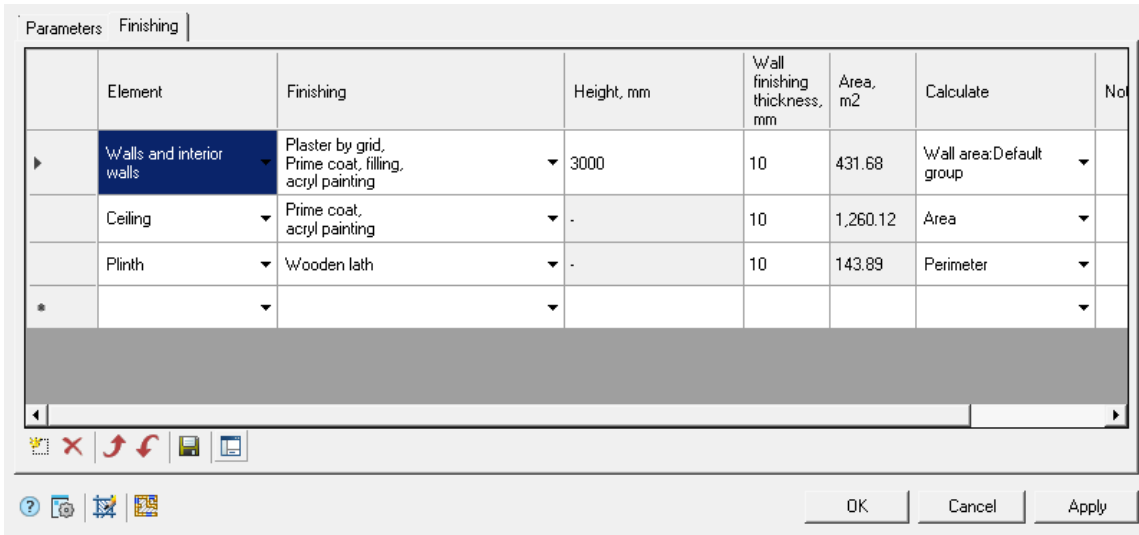 Parameters Finishing
Element Finishing Height, mm Wall finishing thickness, mm Area, m2 Calculate Not
Walls and interior walls Plaster by grid, Prime coat, filling, acryl painting 3000 10 431.68 Wall area:Default group
Ceiling Prime coat, acryl painting - 10 1,260.12 Area
Plinth Wooden lath - 10 143.89 Perimeter
OK Cancel Apply